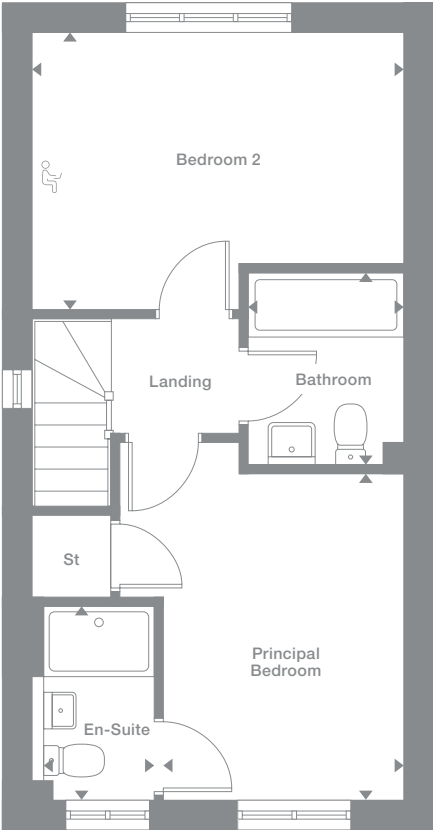 Bedroom 2
Landing
Bathroom
St
Principal
Bedroom
En-Suite